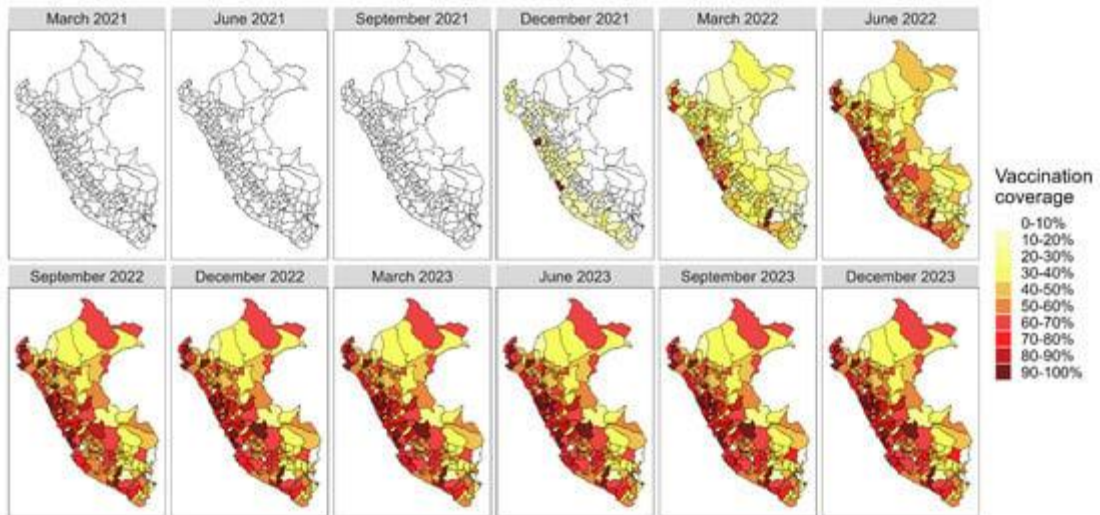 March 2021
June 2021
September 2021
December 2021
March 2022
June 2022
Vaccination
coverage
0-10%
10-20%
20-30%
30-40%
40-50%
50-60%
60-70%
70-80%
80-90%
90-100%
September 2022
December 2022
March 2023
June 2023
September 2023
December 2023